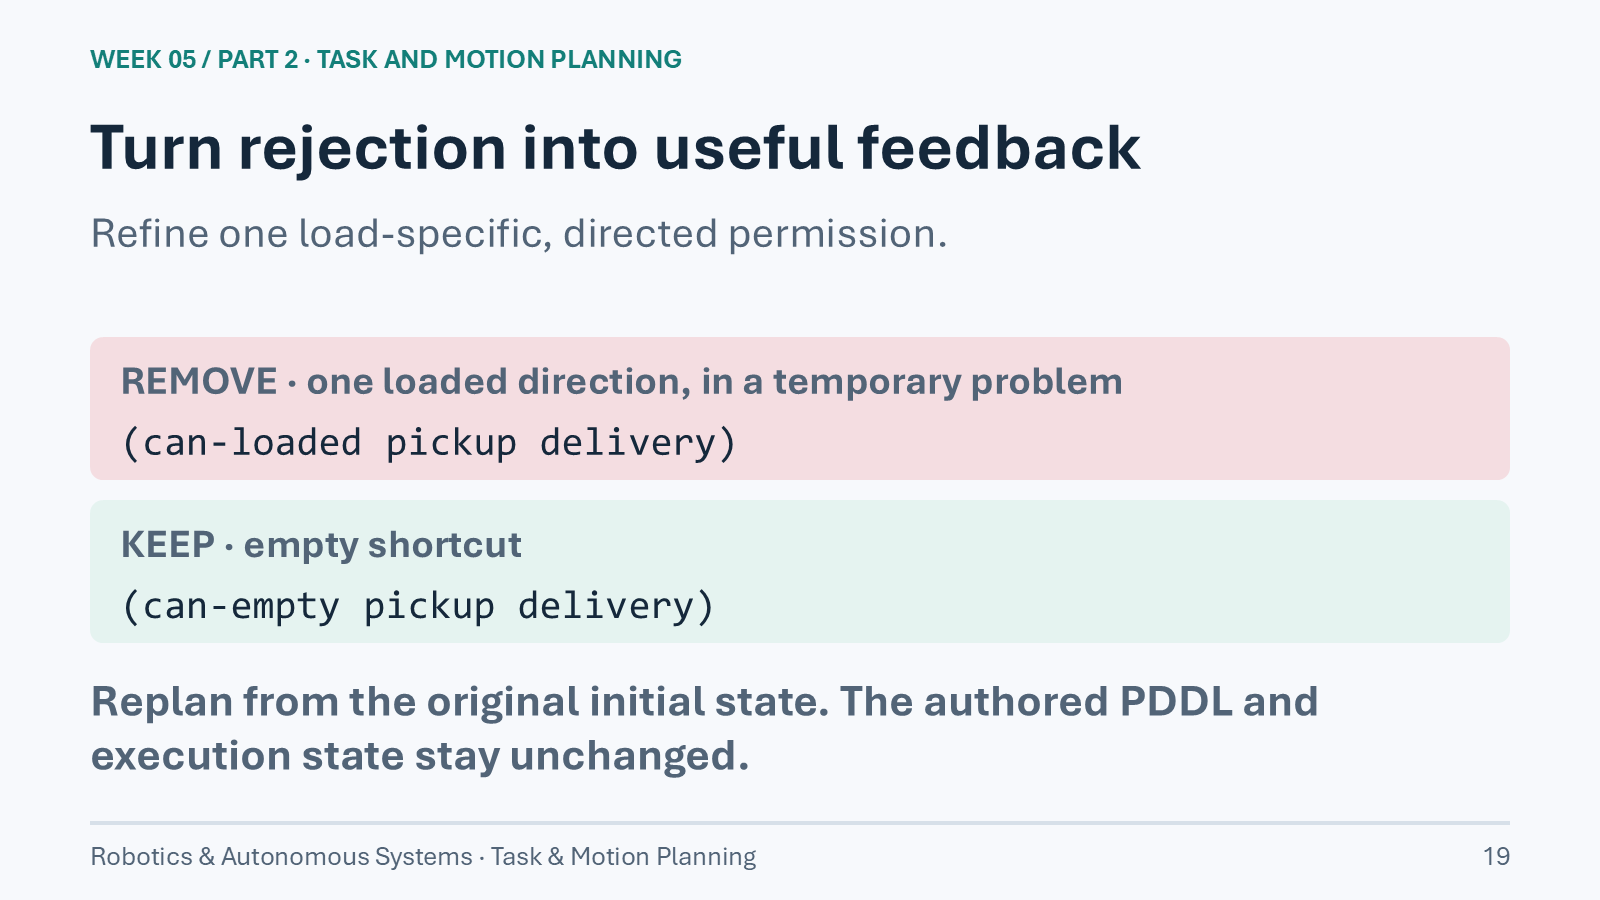 WEEK 05 / PART 2 · TASK AND MOTION PLANNING
Turn rejection into useful feedback
Refine one load-specific, directed permission.
REMOVE · one loaded direction, in a temporary problem
(can-loaded pickup delivery)
KEEP · empty shortcut
(can-empty pickup delivery)
Replan from the original initial state. The authored PDDL and
execution state stay unchanged.
Robotics & Autonomous Systems · Task & Motion Planning
19